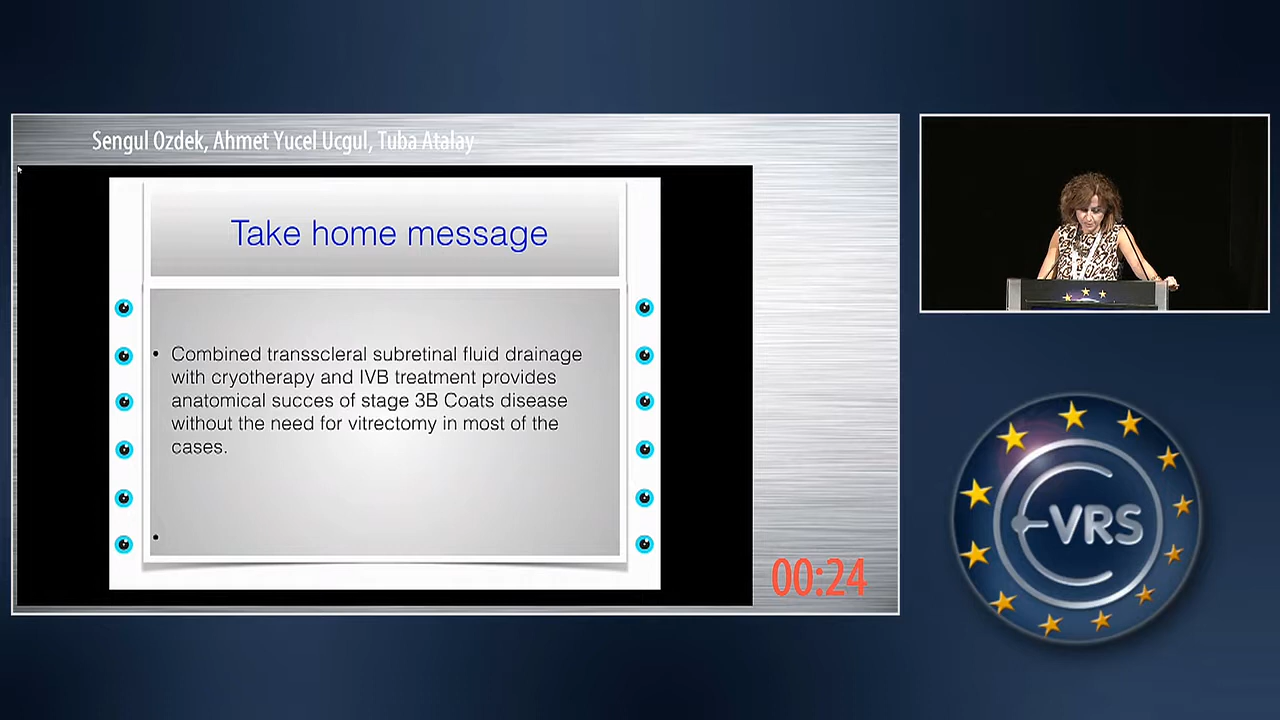 Sengul Ozdek, Ahmet Yucel Ucgul, Tuba Atalay
Take home message
• Combined transscleral subretinal fluid drainage
with cryotherapy and IVB treatment provides
anatomical succes of stage 3B Coats disease
without the need for vitrectomy in most of the
cases.
•
00:24
E-VRS